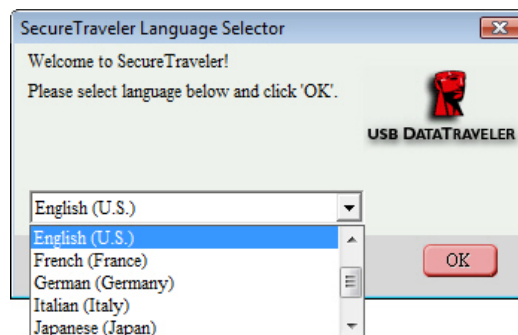 SecureTraveler Language Selector
Welcome to SecureTraveler!
Please select language below and click 'OK'.
USB DATATRAVELER
English (U.S.)
English (U.S.)
French (France)
German (Germany)
OK
Italian (Italy)
Japanese (Japan)